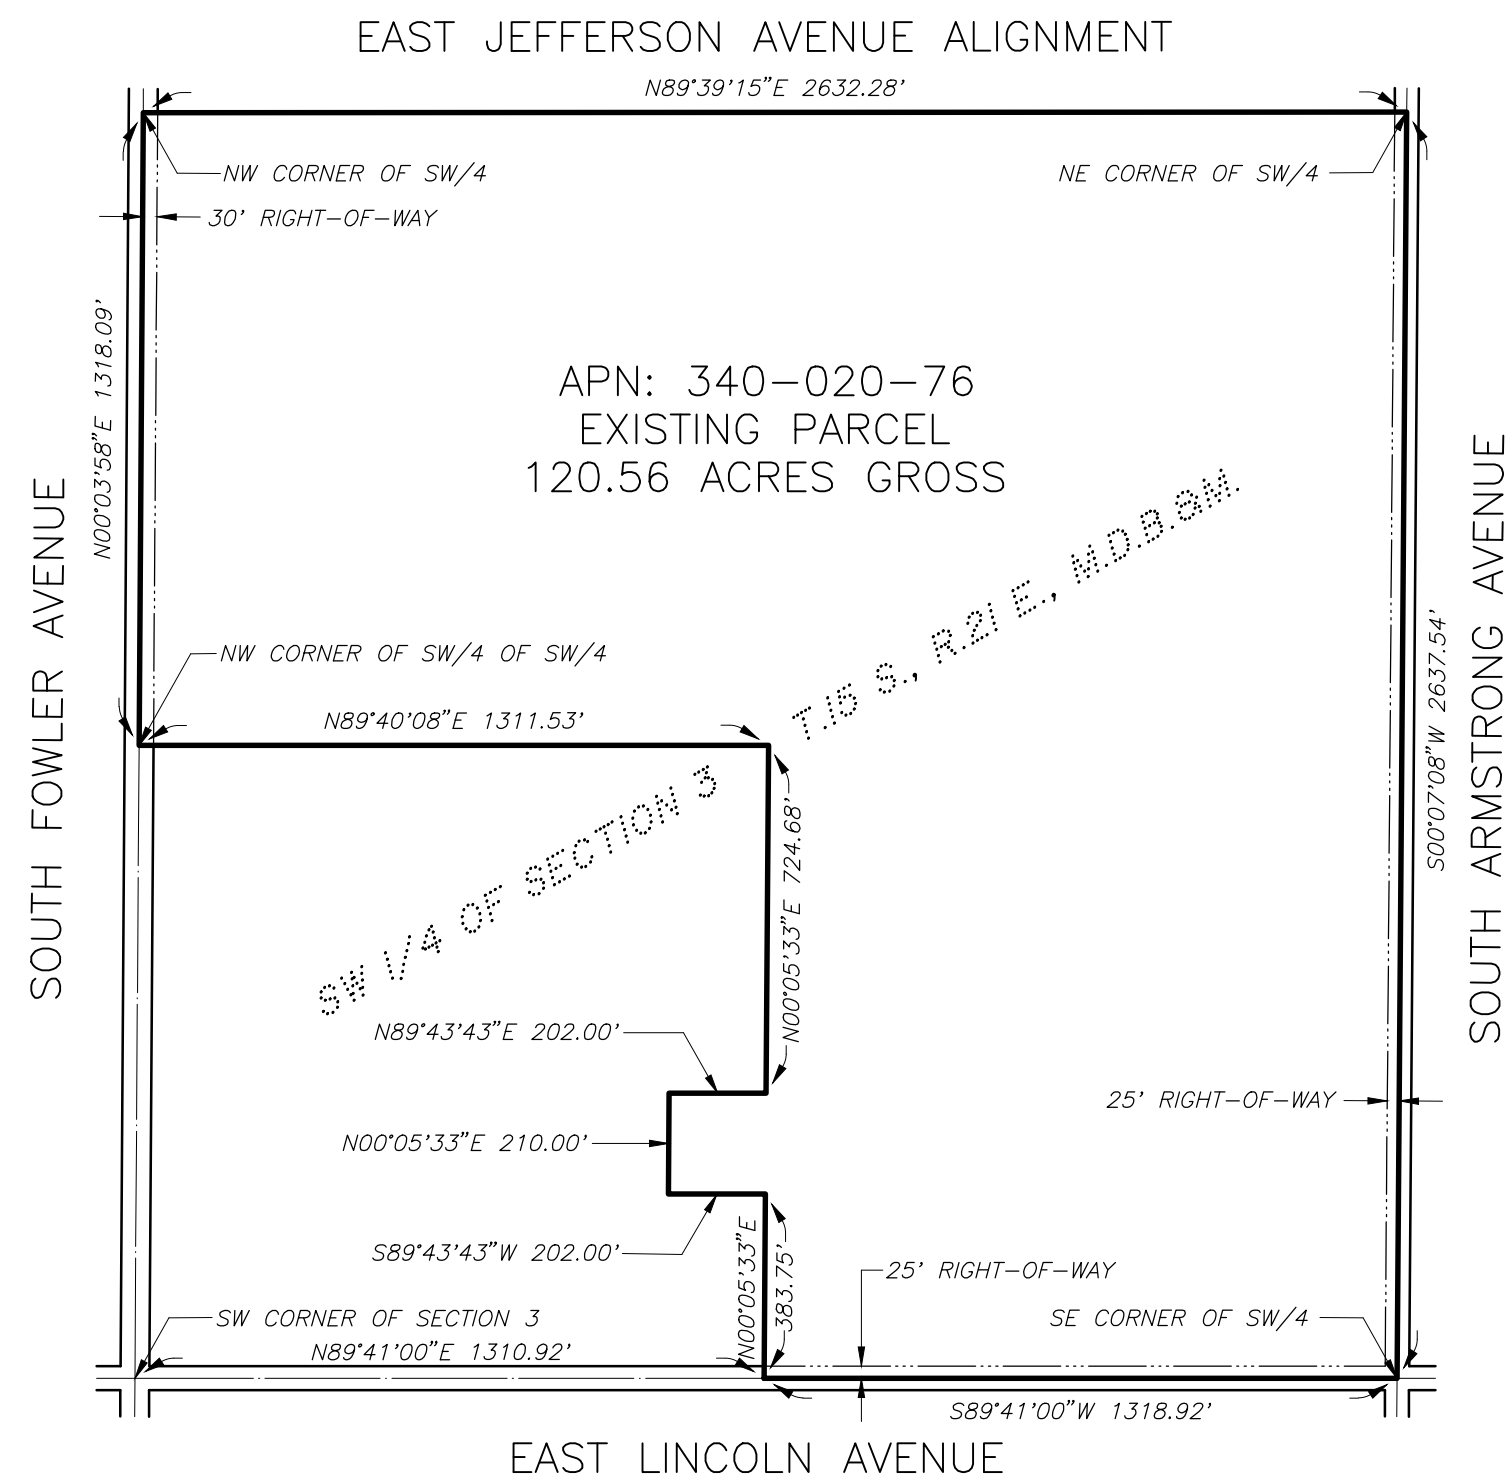 EAST JEFFERSON AVENUE ALIGNMENT
N89°39'15"E 2632.28'
NW CORNER OF SW/4
NE CORNER OF SW/4
30' RIGHT-OF-WAY
N00°03'58"E 1318.09'
APN: 340-020-76
EXISTING PARCEL
120.56 ACRES GROSS
SOUTH FOWLER AVENUE
SOUTH ARMSTRONG AVENUE
T.15 S., R.21 E., M.D.B.&M.
S00°07'08"W 2637.54'
NW CORNER OF SW/4 OF SW/4
N89°40'08"E 1311.53'
SW 1/4 OF SECTION 3
N00°05'33"E 724.68'
N89°43'43"E 202.00'
25' RIGHT-OF-WAY
N00°05'33"E 210.00'
S89°43'43"W 202.00'
N00°05'33"E
383.75'
25' RIGHT-OF-WAY
SW CORNER OF SECTION 3
SE CORNER OF SW/4
N89°41'00"E 1310.92'
S89°41'00"W 1318.92'
EAST LINCOLN AVENUE